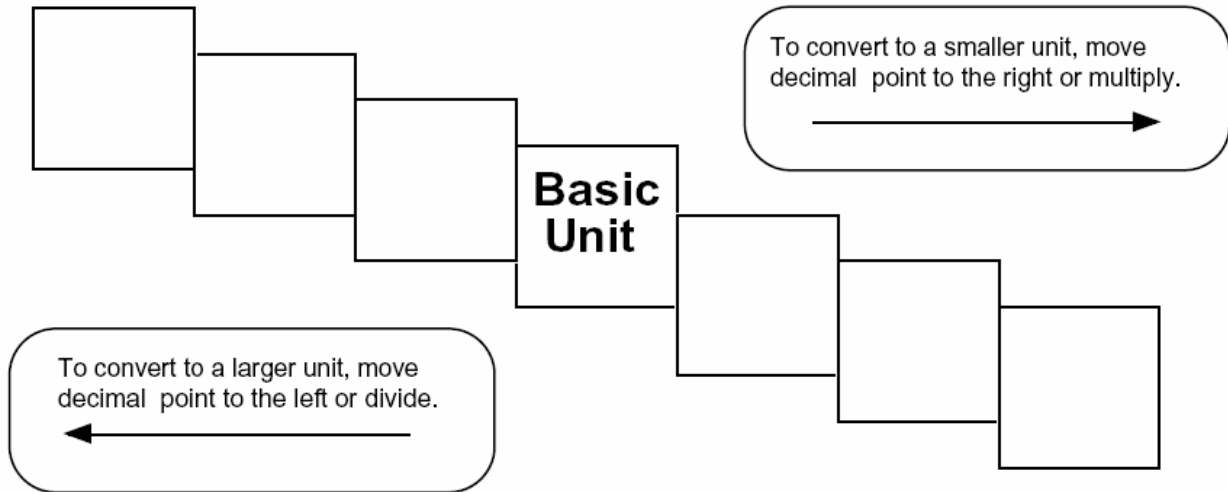 To convert to a smaller unit, move
decimal point to the right or multiply.
Basic
Unit
To convert to a larger unit, move
decimal point to the left or divide.